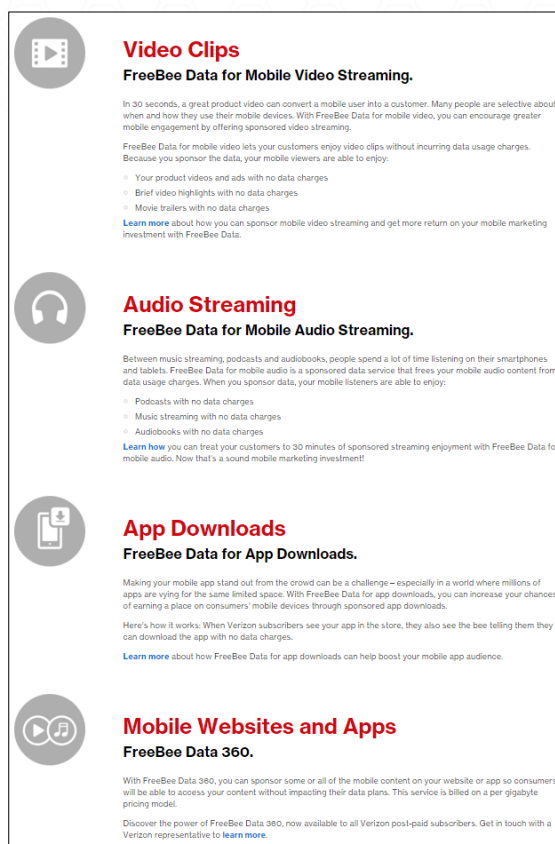 Video Clips
FreeBee Data for Mobile Video Streaming.
In 30 seconds, a great product video can convert a mobile user into a customer. Many people are selective about
when and how they use their mobile devices. With FreeBee Data for mobile video, you can encourage greater
mobile engagement by offering sponsored video streaming.
FreeBee Data for mobile video lets your customers enjoy video clips without incurring data usage charges.
Because you sponsor the data, your mobile viewers are able to enjoy:
Your product videos and ads with no data charges
Brief video highlights with no data charges
Movie trailers with no data charges
Learn more about how you can sponsor mobile video streaming and get more return on your mobile marketing
investment with FreeBee Data.
Audio Streaming
FreeBee Data for Mobile Audio Streaming.
Between music streaming, podcasts and audiobooks, people spend a lot of time listening on their smartphones
and tablets. FreeBee Data for mobile audio is a sponsored data service that frees your mobile audio content from
data usage charges. When you sponsor data, your mobile listeners are able to enjoy:
Podcasts with no data charges
Music streaming with no data charges
Audiobooks with no data charges
Learn how you can treat your customers to 30 minutes of sponsored streaming enjoyment with FreeBee Data fo
mobile audio. Now that's a sound mobile marketing investment!
App Downloads
FreeBee Data for App Downloads.
Making your mobile app stand out from the crowd can be a challenge – especially in a world where millions of
apps are vying for the same limited space. With FreeBee Data for app downloads, you can increase your chances
of earning a place on consumers' mobile devices through sponsored app downloads.
Here's how it works: When Verizon subscribers see your app in the store, they also see the bee telling them they
can download the app with no data charges.
Learn more about how FreeBee Data for app downloads can help boost your mobile app audience.
Mobile Websites and Apps
FreeBee Data 360.
With FreeBee Data 360, you can sponsor some or all of the mobile content on your website or app so consumers
will be able to access your content without impacting their data plans. This service is billed on a per gigabyte
pricing model.
Discover the power of FreeBee Data 360, now available to all Verizon post-paid subscribers. Get in touch with a
Verizon representative to learn more.